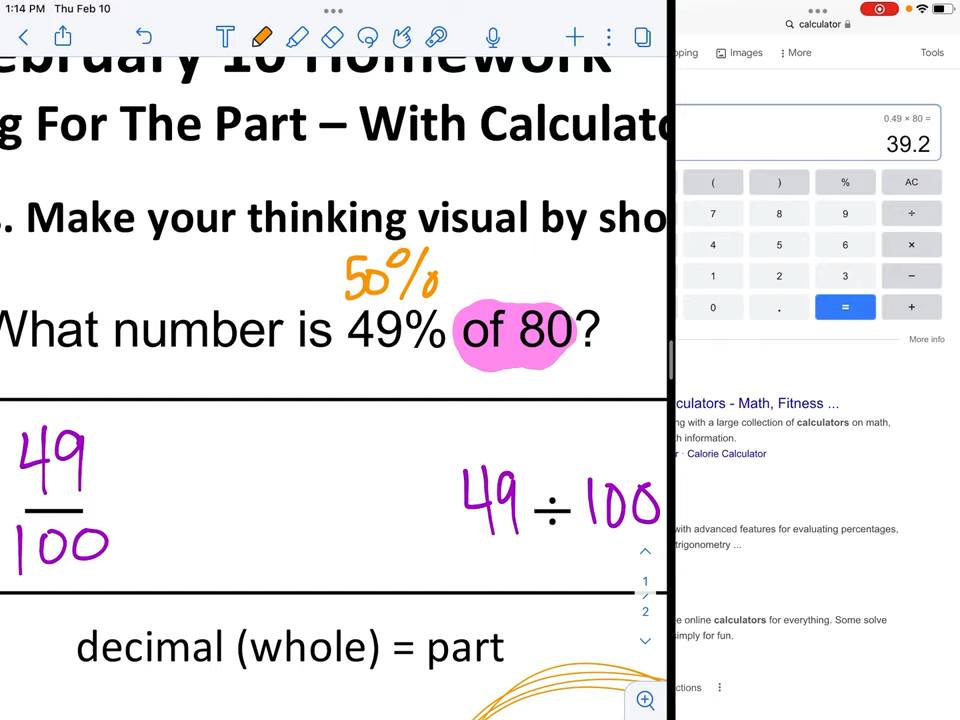 1:14 PM Thu Feb 10
ebruary 10 Homework
g For The Part – With Calculato
s. Make your thinking visual by sho
50%
What number is 49% of 80?
49
100
49 ÷ 100
1
2
decimal (whole) = part
calculator
pping Images More Tools
0.49 × 80 =
39.2
( ) % AC
7 8 9 ÷
4 5 6 ×
1 2 3 −
0 . = +
More info
culators - Math, Fitness ...
ng with a large collection of calculators on math,
th information.
r · Calorie Calculator
with advanced features for evaluating percentages,
trigonometry ...
e online calculators for everything. Some solve
simply for fun.
ctions